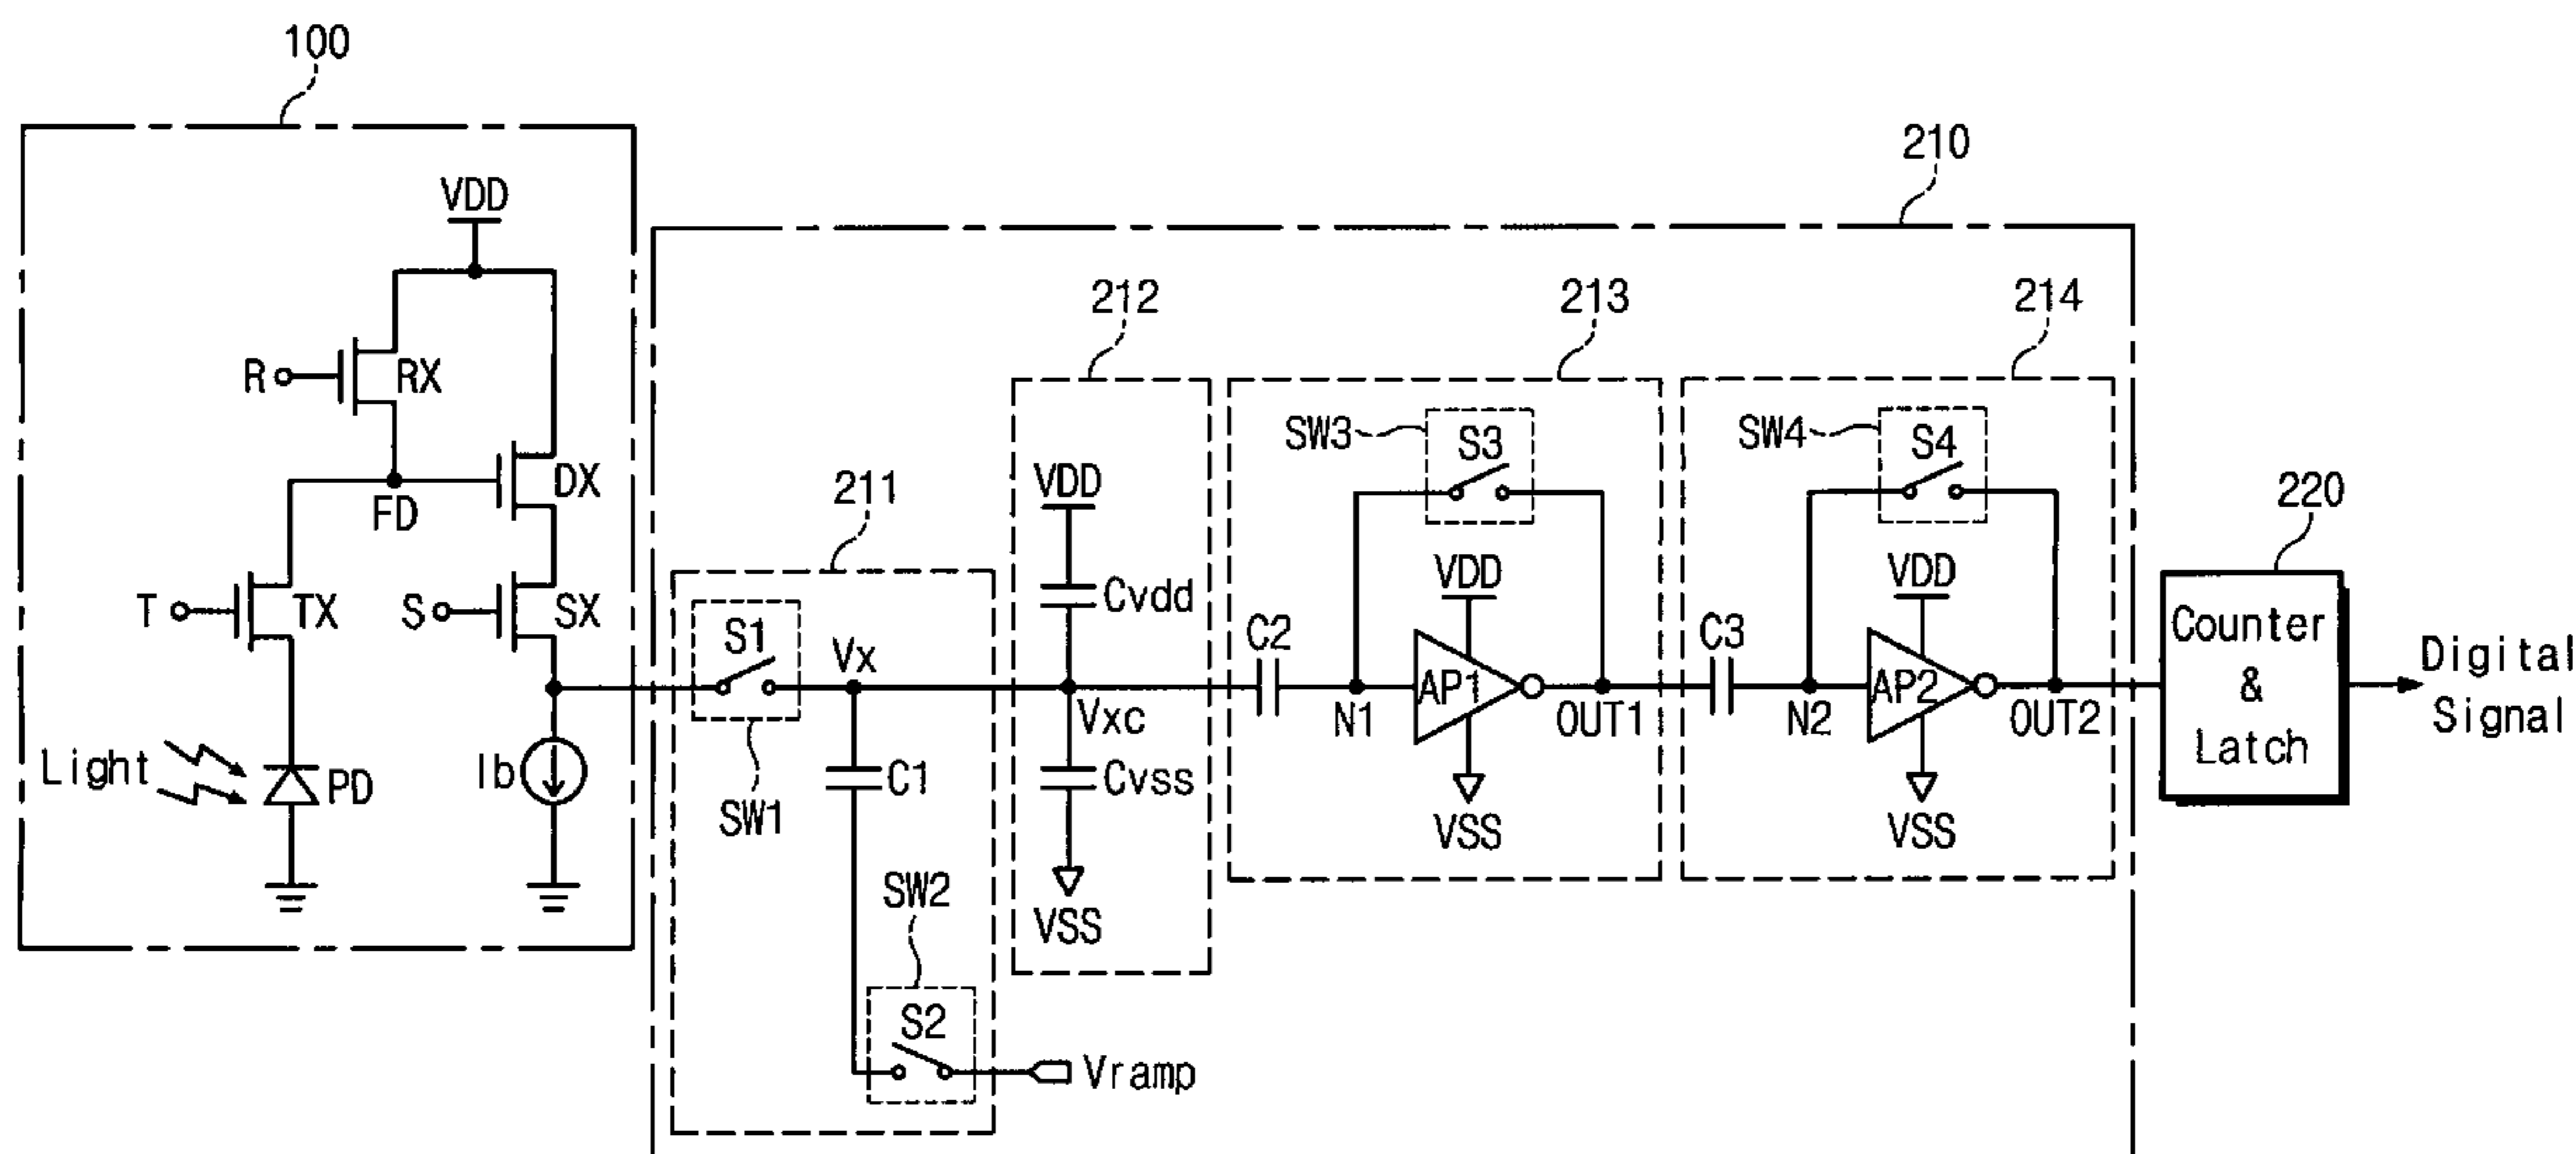 100
VDD
R
RX
FD
DX
T
TX
S
SX
Light
PD
Ib
210
211
S1
SW1
Vx
C1
SW2
S2
Vramp
212
VDD
Cvdd
Vxc
Cvss
VSS
213
SW3
S3
VDD
C2
N1
AP1
OUT1
VSS
214
SW4
S4
VDD
C3
N2
AP2
OUT2
VSS
220
Counter
&
Latch
Digital
Signal